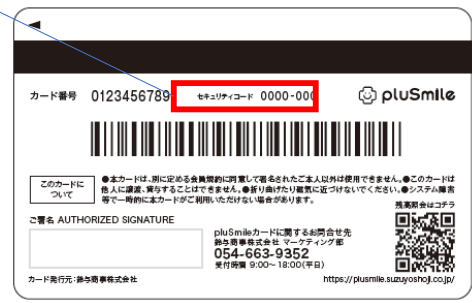 カード番号 0123456789 セキュリティコード 0000-000 pluSmile
このカードに
ついて
●本カードは、別に定める会員規約に同意して署名されたご本人以外は使用できません。●このカードは
他人に譲渡、貸与することはできません。●折り曲げたり磁気に近づけないでください。●システム障害
等で一時的に本カードがご利用いただけない場合があります。
残高照会はコチラ
ご署名 AUTHORIZED SIGNATURE
pluSmileカードに関するお問合せ先
鈴与商事株式会社 マーケティング部
054-663-9352
受付時間 9:00~18:00(平日)
カード発行元:鈴与商事株式会社
https://plusmile.suzuyoshoji.co.jp/